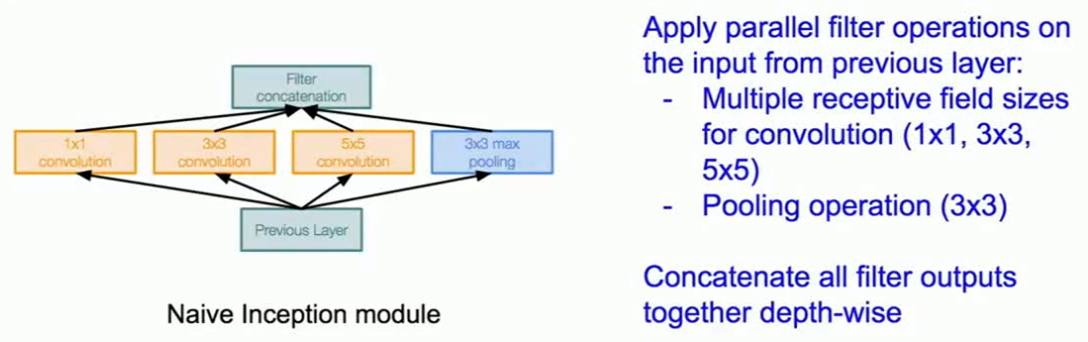 Filter
concatenation
1x1
convolution
3x3
convolution
5x5
convolution
3x3 max
pooling
Previous Layer
Naive Inception module
Apply parallel filter operations on
the input from previous layer:
- Multiple receptive field sizes
for convolution (1x1, 3x3,
5x5)
- Pooling operation (3x3)
Concatenate all filter outputs
together depth-wise